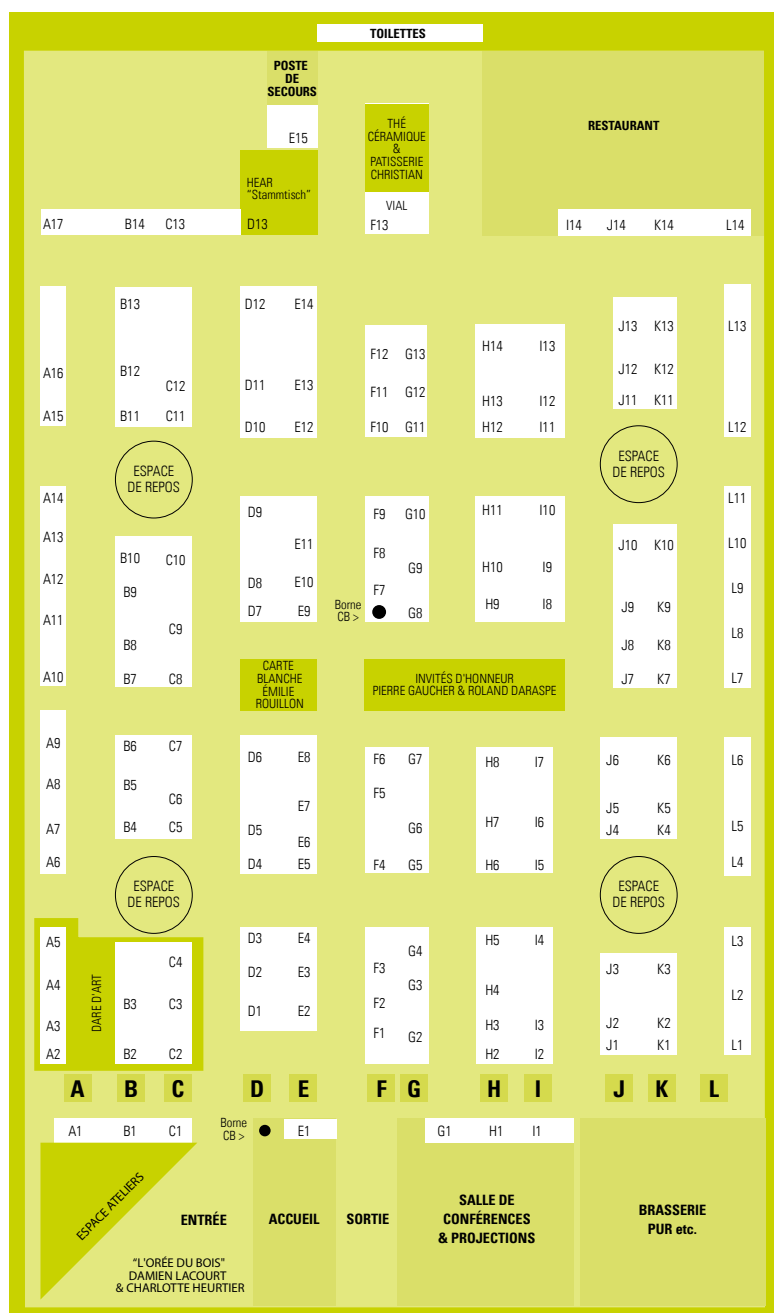 TOILETTES
POSTE
DE
SECOURS
E15
THÉ
CÉRAMIQUE
&
PATISSERIE
CHRISTIAN
RESTAURANT
HEAR
"Stammtisch"
VIAL
A17 B14 C13 D13 F13 I14 J14 K14 L14
B13 D12 E14 J13 K13 L13
F12 G13 H14 I13
A16 B12 C12 D11 E13 F11 G12 H13 I12 J12 K12
J11 K11
A15 B11 C11 D10 E12 F10 G11 H12 I11 L12
ESPACE
DE REPOS
ESPACE
DE REPOS
A14 D9 F9 G10 H11 I10 L11
A13 B10 C10 E11 F8 J10 K10 L10
A12 B9 D8 E10 F7 G9 H10 I9 L9
Borne
CB >
A11 C9 D7 E9 G8 H9 I8 J9 K9 L8
B8 J8 K8
A10 B7 C8 J7 K7 L7
CARTE
BLANCHE
ÉMILIE
ROUILLON
INVITÉS D'HONNEUR
PIERRE GAUCHER & ROLAND DARASPE
A9 B6 C7 D6 E8 F6 G7 H8 I7 J6 K6 L6
A8 B5 C6 E7 F5 J5 K5
A7 B4 C5 D5 E6 G6 H7 I6 J4 K4 L5
A6 D4 E5 F4 G5 H6 I5 L4
ESPACE
DE REPOS
ESPACE
DE REPOS
A5 D3 E4 G4 H5 I4 L3
C4 D2 E3 F3 J3 K3
A4 G3 H4 L2
DARE D'ART
B3 C3 D1 E2 F2
A3 F1 G2 H3 I3 J2 K2
A2 B2 C2 H2 I2 J1 K1 L1
A B C D E F G H I J K L
A1 B1 C1
Borne
CB >
E1 G1 H1 I1
ESPACE ATELIERS
ENTRÉE
ACCUEIL
SORTIE
SALLE DE
CONFÉRENCES
& PROJECTIONS
BRASSERIE
PUR etc.
"L'ORÉE DU BOIS"
DAMIEN LACOURT
& CHARLOTTE HEURTIER